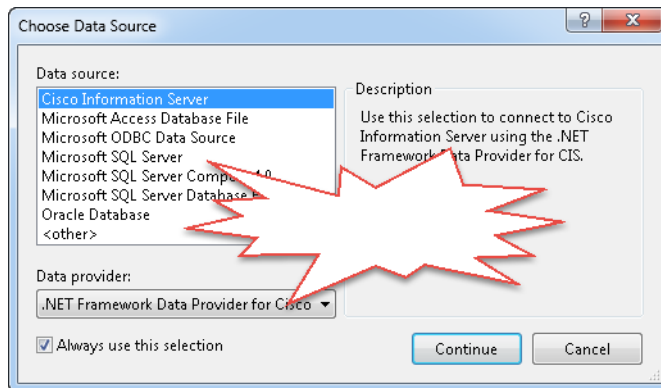 Choose Data Source
Data source:
Cisco Information Server
Microsoft Access Database File
Microsoft ODBC Data Source
Microsoft SQL Server
Microsoft SQL Server Compact 4.0
Microsoft SQL Server Database
Oracle Database
<other>
Description
Use this selection to connect to Cisco
Information Server using the .NET
Framework Data Provider for CIS.
Data provider:
.NET Framework Data Provider for Cisco
Always use this selection
Continue
Cancel